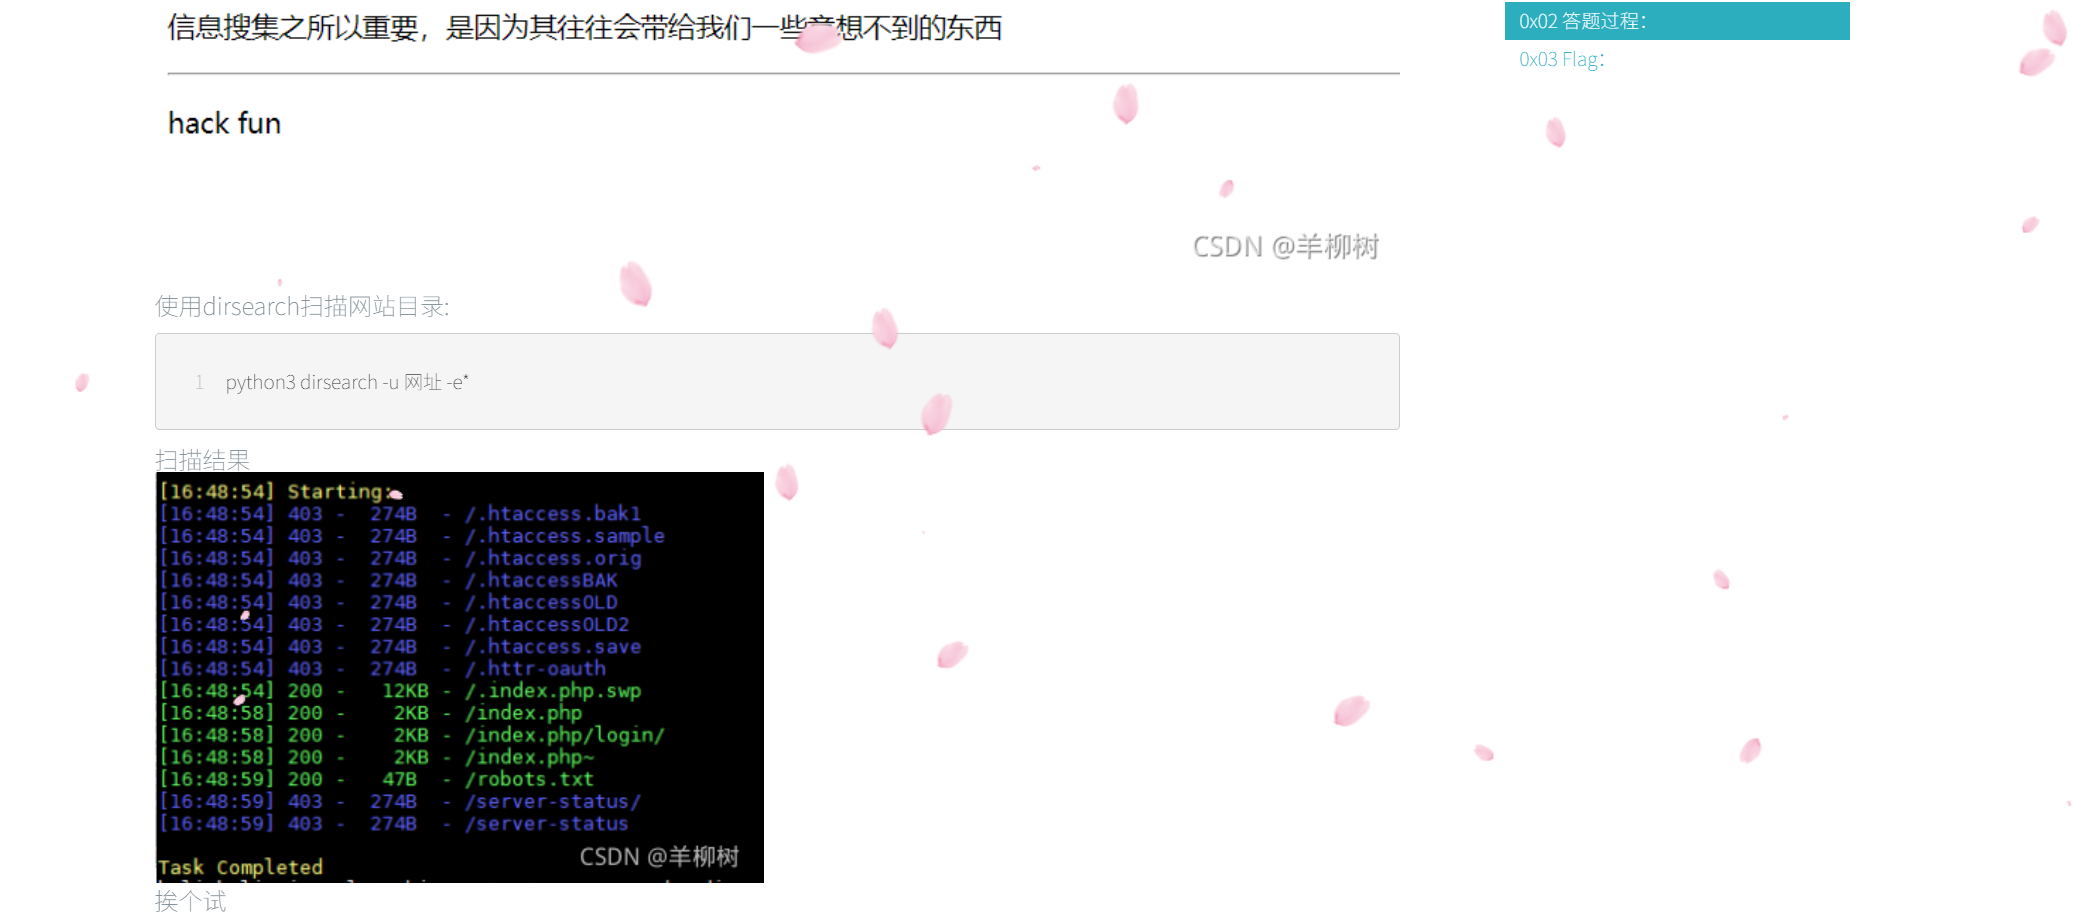 信息搜集之所以重要，是因为其往往会带给我们一些意想不到的东西
hack fun
CSDN @羊柳树
使用dirsearch扫描网站目录:
1 python3 dirsearch -u 网址 -e*
扫描结果
[16:48:54] Starting:
[16:48:54] 403 - 274B - /.htaccess.bak1
[16:48:54] 403 - 274B - /.htaccess.sample
[16:48:54] 403 - 274B - /.htaccess.orig
[16:48:54] 403 - 274B - /.htaccessBAK
[16:48:54] 403 - 274B - /.htaccessOLD
[16:48:54] 403 - 274B - /.htaccessOLD2
[16:48:54] 403 - 274B - /.htaccess.save
[16:48:54] 403 - 274B - /.httr-oauth
[16:48:54] 200 - 12KB - /.index.php.swp
[16:48:58] 200 - 2KB - /index.php
[16:48:58] 200 - 2KB - /index.php/login/
[16:48:58] 200 - 2KB - /index.php~
[16:48:59] 200 - 47B - /robots.txt
[16:48:59] 403 - 274B - /server-status/
[16:48:59] 403 - 274B - /server-status
Task Completed
CSDN @羊柳树
挨个试
0x02 答题过程：
0x03 Flag：